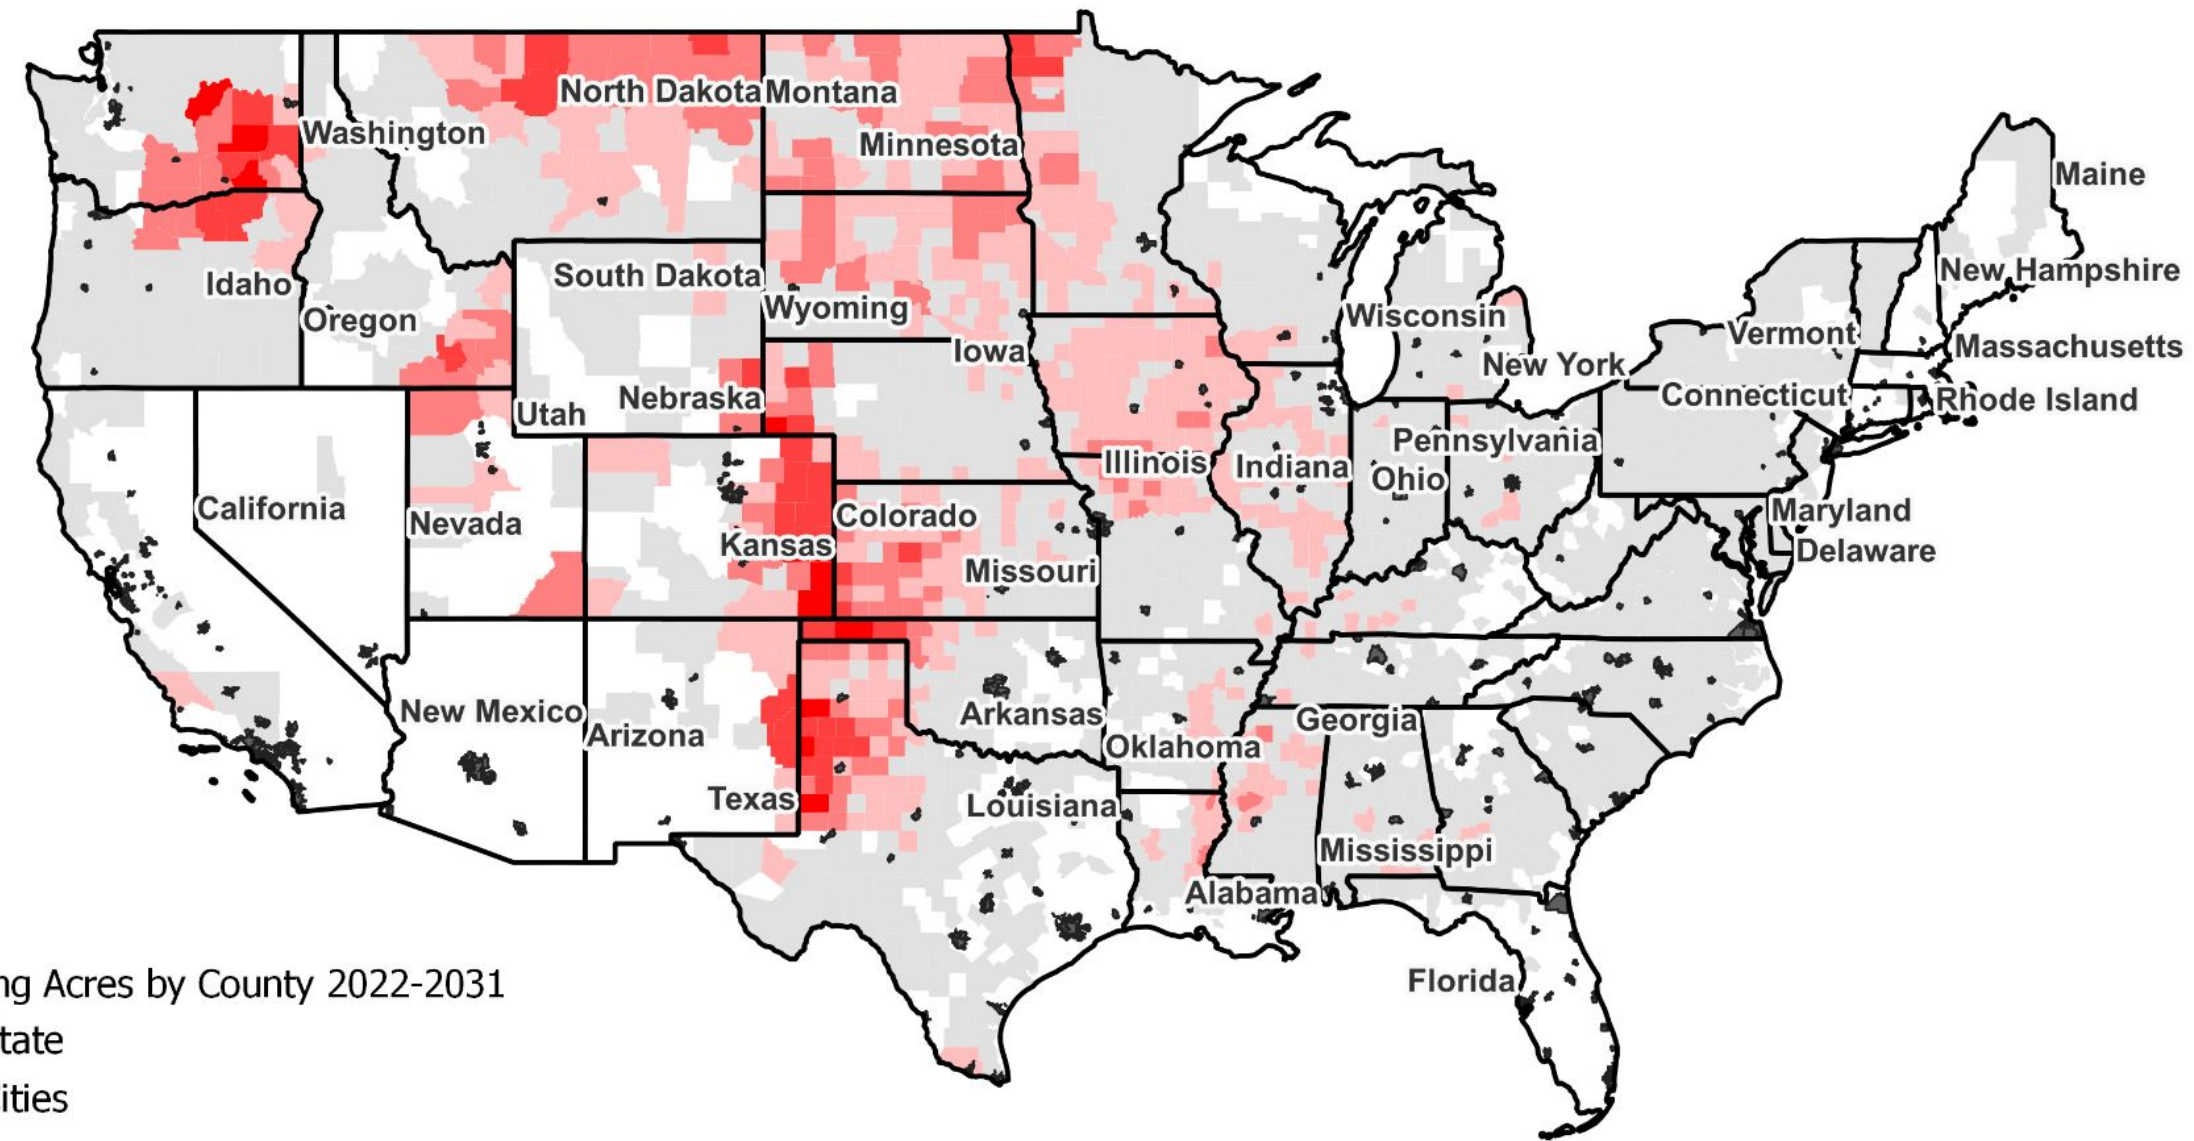 North Dakota
Montana
Washington
Minnesota
Maine
Idaho
South Dakota
New Hampshire
Oregon
Wyoming
Wisconsin
Vermont
Iowa
Massachusetts
New York
Nebraska
Utah
Connecticut
Rhode Island
Pennsylvania
Illinois
Indiana
Ohio
California
Nevada
Colorado
Maryland
Kansas
Delaware
Missouri
New Mexico
Arizona
Arkansas
Georgia
Oklahoma
Texas
Louisiana
Mississippi
Alabama
Florida
ng Acres by County 2022-2031
tate
ities